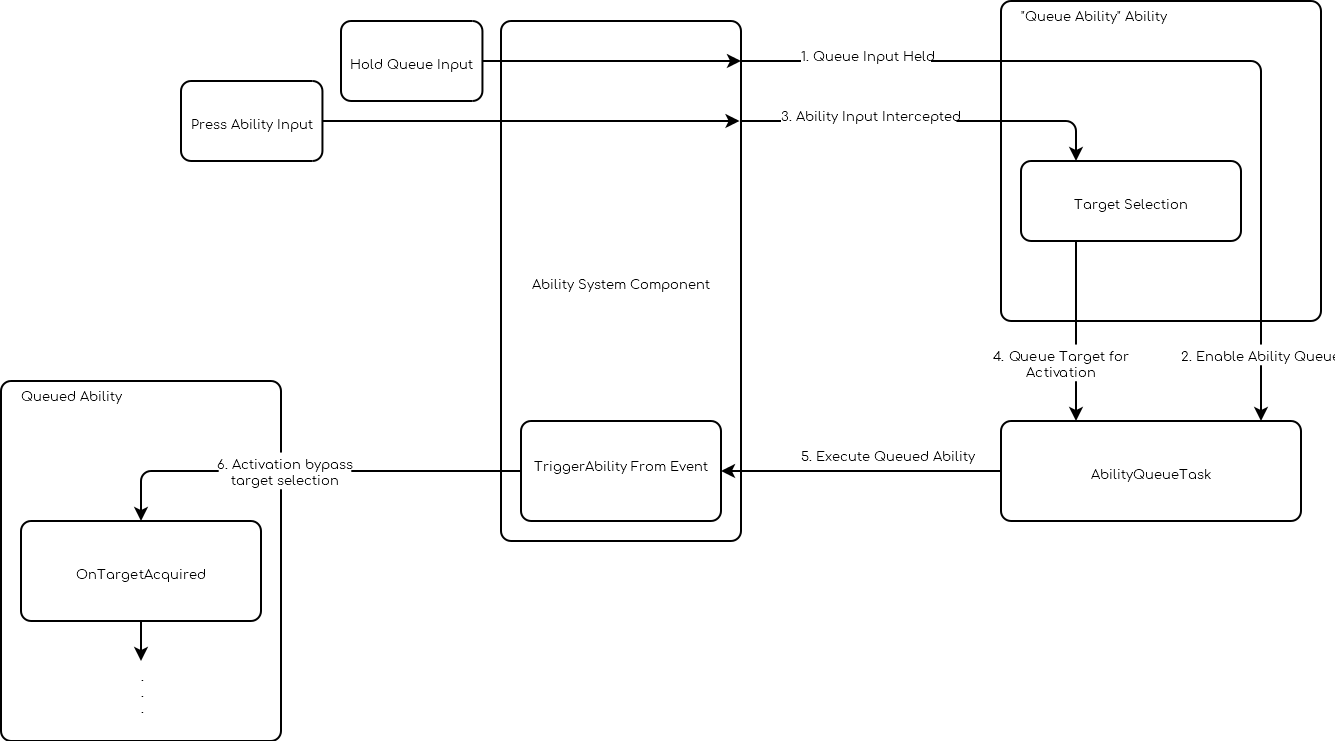 "Queue Ability" Ability
Hold Queue Input
1. Queue Input Held
Press Ability Input
3. Ability Input Intercepted
Target Selection
Ability System Component
4. Queue Target for
Activation
2. Enable Ability Queue
Queued Ability
6. Activation bypass
target selection
TriggerAbility From Event
5. Execute Queued Ability
AbilityQueueTask
OnTargetAcquired
.
.
.